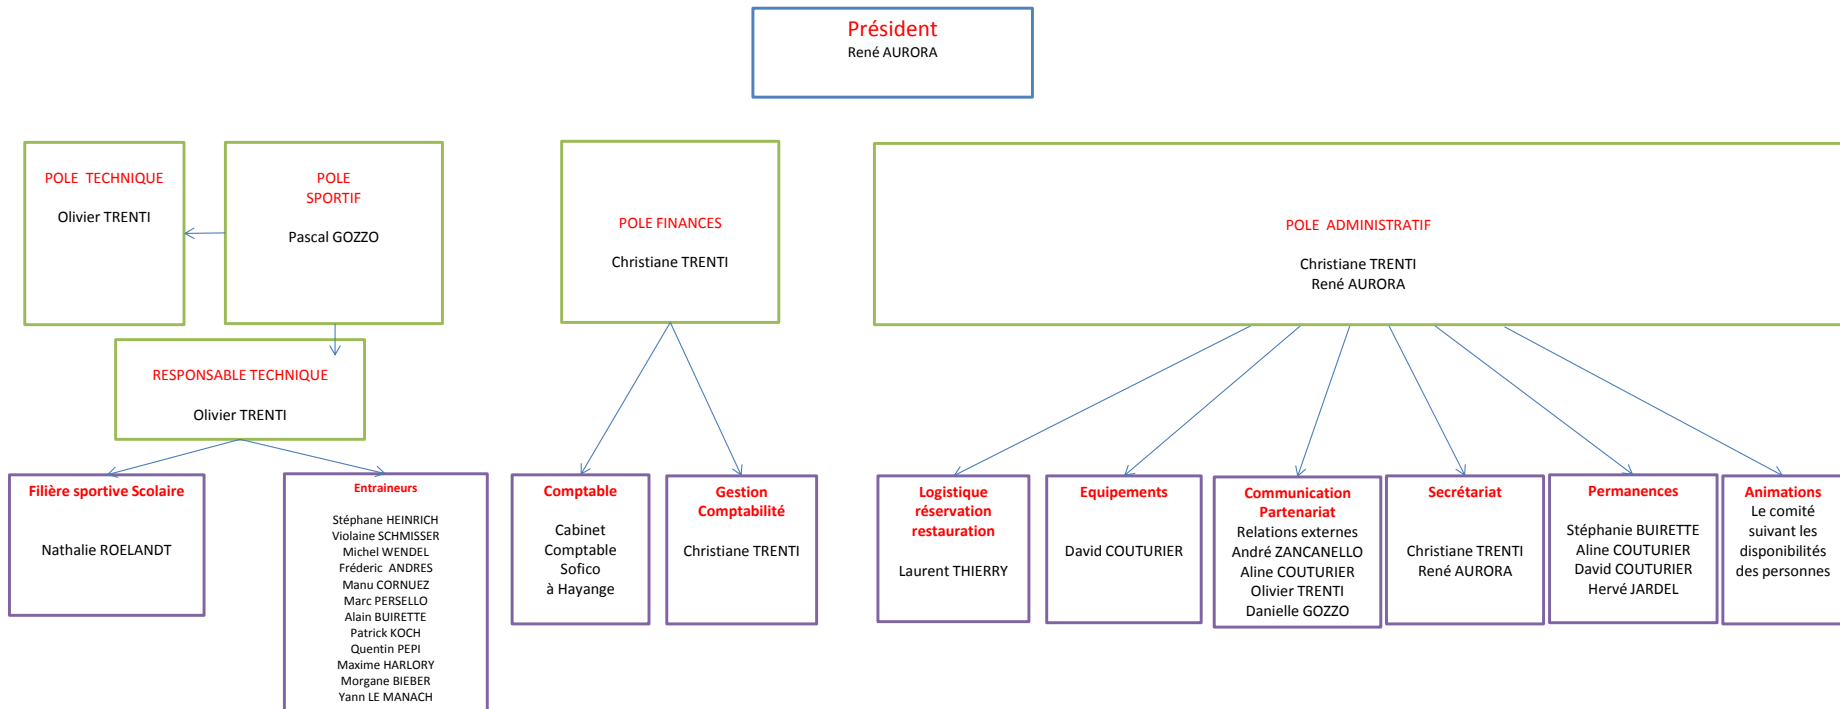 Président
René AURORA
POLE  TECHNIQUE
Olivier TRENTI
POLE
SPORTIF
Pascal GOZZO
POLE FINANCES
Christiane TRENTI
POLE  ADMINISTRATIF
Christiane TRENTI
René AURORA
RESPONSABLE TECHNIQUE
Olivier TRENTI
Filière sportive Scolaire
Nathalie ROELANDT
Entraineurs
Stéphane HEINRICH
Violaine SCHMISSER
Michel WENDEL
Fréderic  ANDRES
Manu CORNUEZ
Marc PERSELLO
Alain BUIRETTE
Patrick KOCH
Quentin PEPI
Maxime HARLORY
Morgane BIEBER
Yann LE MANACH
Comptable
Cabinet
Comptable
Sofico
à Hayange
Gestion
Comptabilité
Christiane TRENTI
Logistique
réservation
restauration
Laurent THIERRY
Equipements
David COUTURIER
Communication
Partenariat
Relations externes
André ZANCANELLO
Aline COUTURIER
Olivier TRENTI
Danielle GOZZO
Secrétariat
Christiane TRENTI
René AURORA
Permanences
Stéphanie BUIRETTE
Aline COUTURIER
David COUTURIER
Hervé JARDEL
Animations
Le comité
suivant les
disponibilités
des personnes